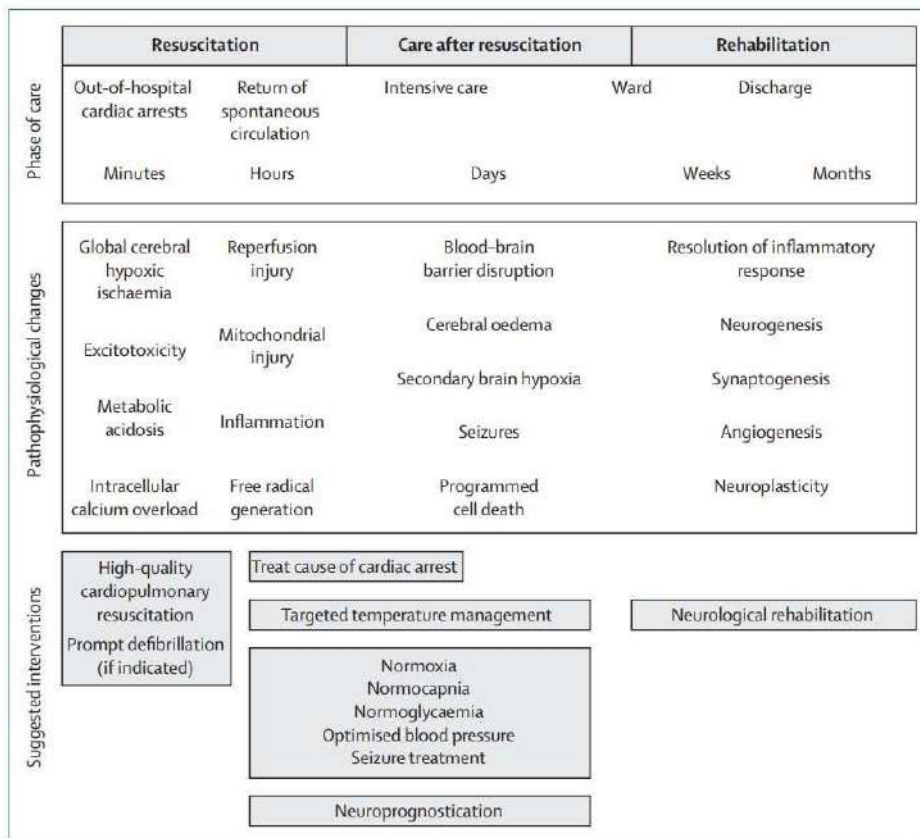 Resuscitation
Care after resuscitation
Rehabilitation
Phase of care
Out-of-hospital
cardiac arrests
Return of
spontaneous
circulation
Intensive care
Ward
Discharge
Minutes
Hours
Days
Weeks
Months
Pathophysiological changes
Global cerebral
hypoxic
ischaemia
Excitotoxicity
Metabolic
acidosis
Intracellular
calcium overload
Reperfusion
injury
Mitochondrial
injury
Inflammation
Free radical
generation
Blood–brain
barrier disruption
Cerebral oedema
Secondary brain hypoxia
Seizures
Programmed
cell death
Resolution of inflammatory
response
Neurogenesis
Synaptogenesis
Angiogenesis
Neuroplasticity
Suggested interventions
High-quality
cardiopulmonary
resuscitation
Prompt defibrillation
(if indicated)
Treat cause of cardiac arrest
Targeted temperature management
Normoxia
Normocapnia
Normoglycaemia
Optimised blood pressure
Seizure treatment
Neuroprognostication
Neurological rehabilitation